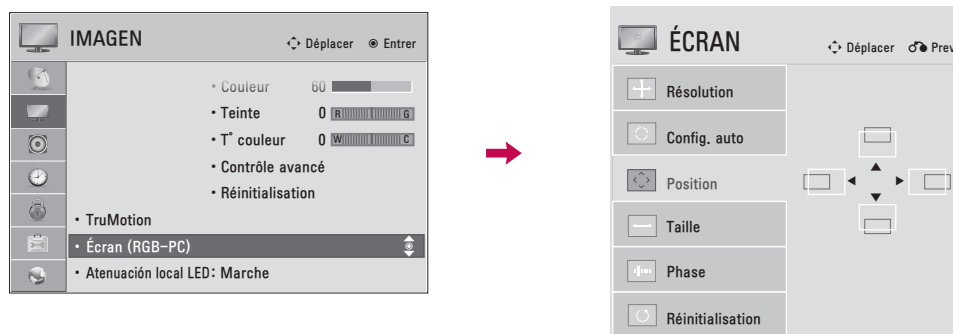 IMAGEN
Déplacer Entrer
• Couleur 60
• Teinte 0 R G
• T° couleur 0 W C
• Contrôle avancé
• Réinitialisation
• TruMotion
• Écran (RGB-PC)
• Atenuación local LED: Marche
ÉCRAN
Déplacer Prev
Résolution
Config. auto
Position
Taille
Phase
Réinitialisation